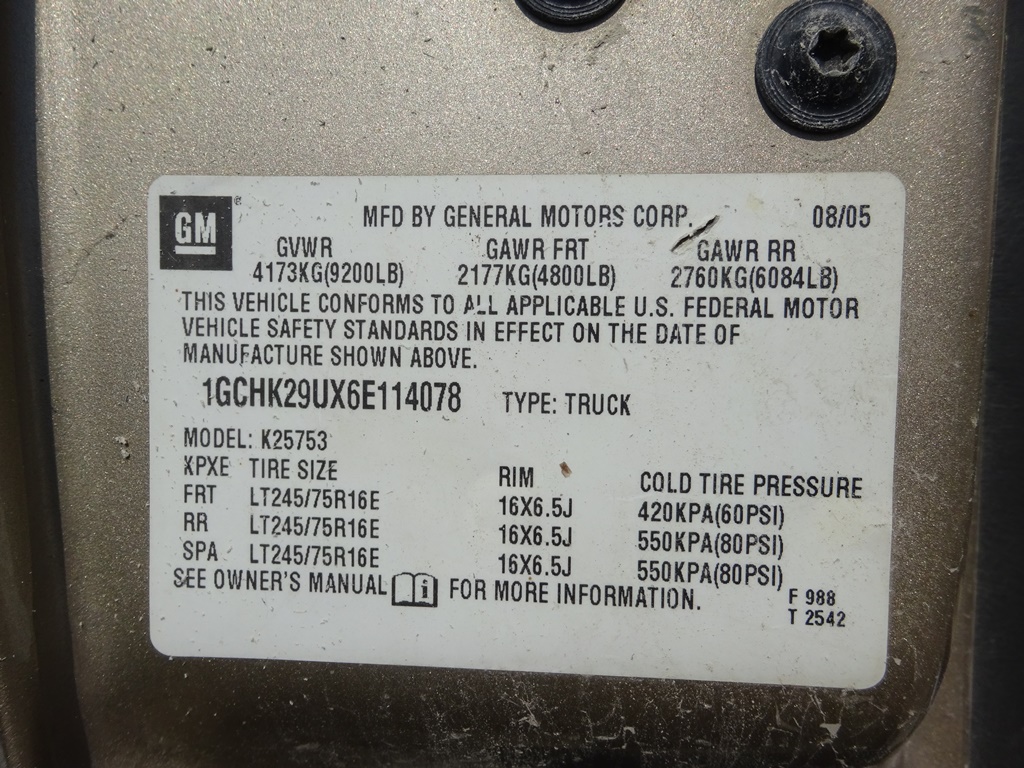 GM® MFD BY GENERAL MOTORS CORP. 08/05
GVWR GAWR FRT GAWR RR
4173KG(9200LB) 2177KG(4800LB) 2760KG(6084LB)
THIS VEHICLE CONFORMS TO ALL APPLICABLE U.S. FEDERAL MOTOR
VEHICLE SAFETY STANDARDS IN EFFECT ON THE DATE OF
MANUFACTURE SHOWN ABOVE.
1GCHK29UX6E114078 TYPE: TRUCK
MODEL: K25753
KPXE TIRE SIZE RIM COLD TIRE PRESSURE
FRT LT245/75R16E 16X6.5J 420KPA(60PSI)
RR LT245/75R16E 16X6.5J 550KPA(80PSI)
SPA LT245/75R16E 16X6.5J 550KPA(80PSI)
SEE OWNER'S MANUAL i FOR MORE INFORMATION.
F 988
T 2542